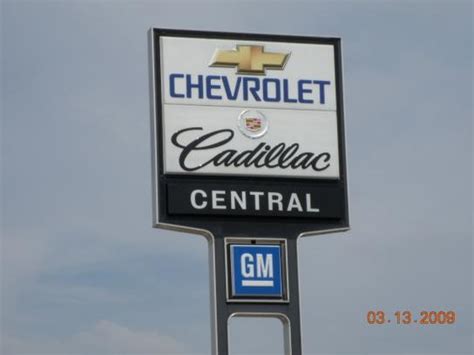 CHEVROLET
Cadillac
CENTRAL
GM
03.13.2009